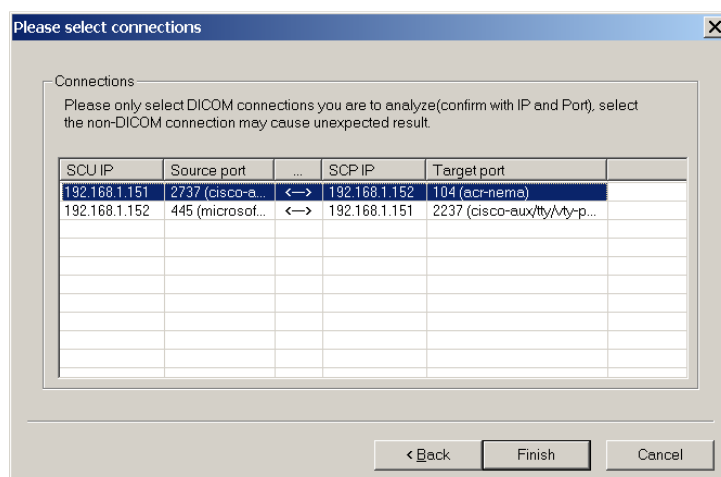 Please select connections
Connections
Please only select DICOM connections you are to analyze(confirm with IP and Port), select
the non-DICOM connection may cause unexpected result.
SCU IP Source port ... SCP IP Target port
192.168.1.151 2737 (cisco-a... <---> 192.168.1.152 104 (acr-nema)
192.168.1.152 445 (microsof... <---> 192.168.1.151 2237 (cisco-aux/tty/vty-p...
< Back Finish Cancel